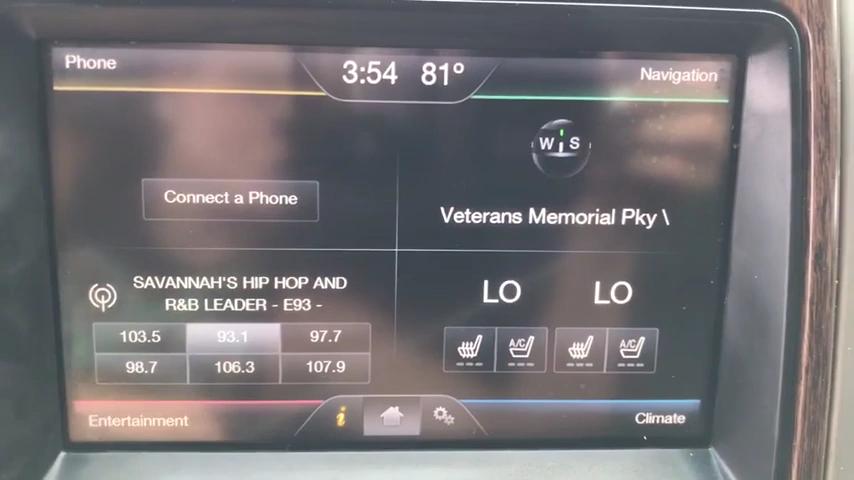 Phone
3:54 81°
Navigation
W S
Connect a Phone
Veterans Memorial Pky \
SAVANNAH'S HIP HOP AND
R&B LEADER - E93 -
LO LO
103.5 93.1 97.7
A/C A/C
98.7 106.3 107.9
Entertainment
i
Climate